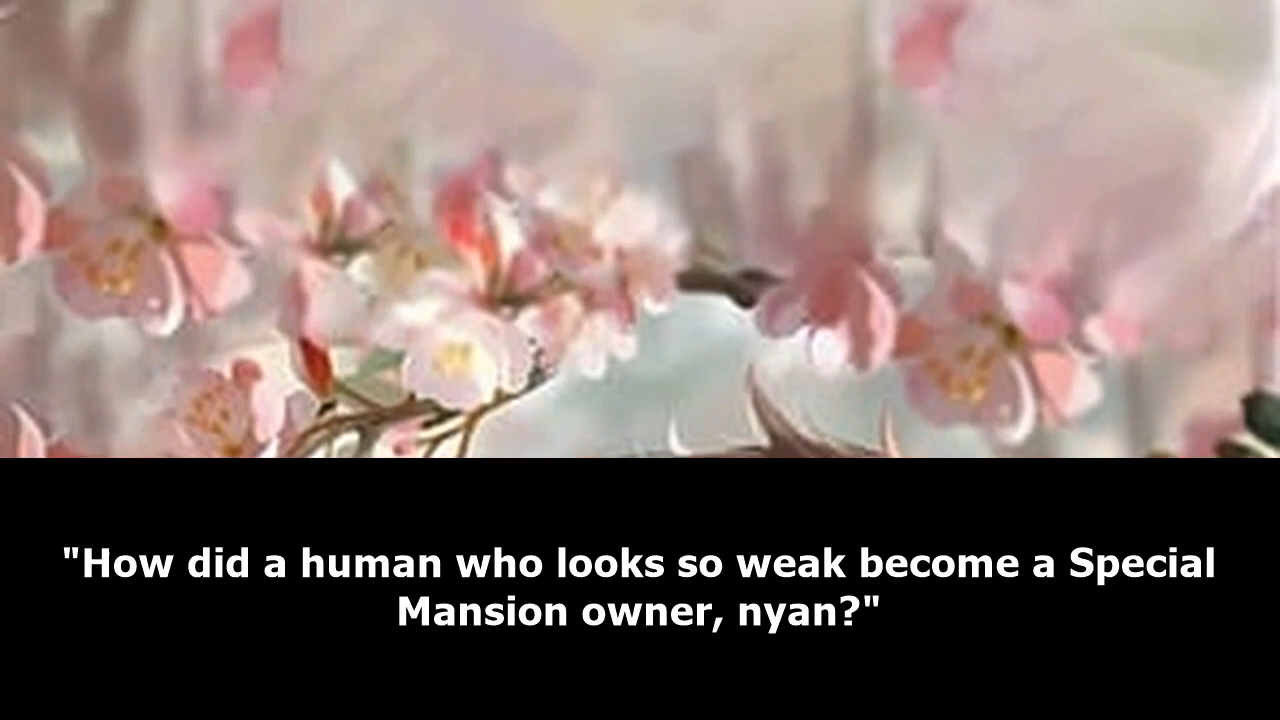 "How did a human who looks so weak become a Special
Mansion owner, nyan?"